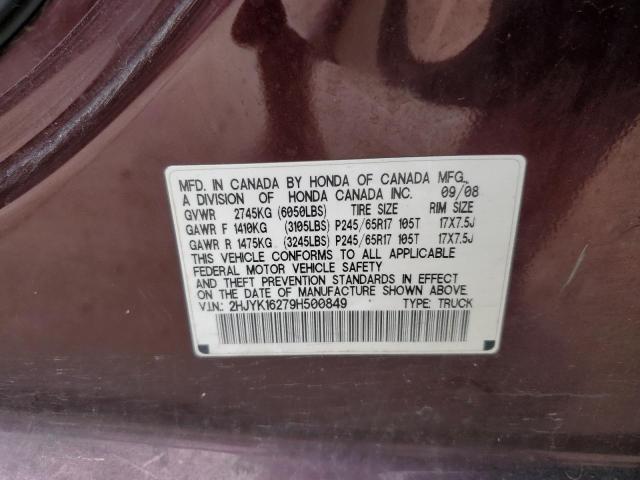 MFD. IN CANADA BY HONDA OF CANADA MFG.,
A DIVISION OF HONDA CANADA INC. 09/08
GVWR 2745KG (6050LBS) TIRE SIZE RIM SIZE
GAWR F 1410KG (3105LBS) P245/65R17 105T 17X7.5J
GAWR R 1475KG (3245LBS) P245/65R17 105T 17X7.5J
THIS VEHICLE CONFORMS TO ALL APPLICABLE
FEDERAL MOTOR VEHICLE SAFETY
AND THEFT PREVENTION STANDARDS IN EFFECT
ON THE DATE OF MANUFACTURE SHOWN ABOVE.
V.I.N.: 2HJYK16279H500849 TYPE: TRUCK